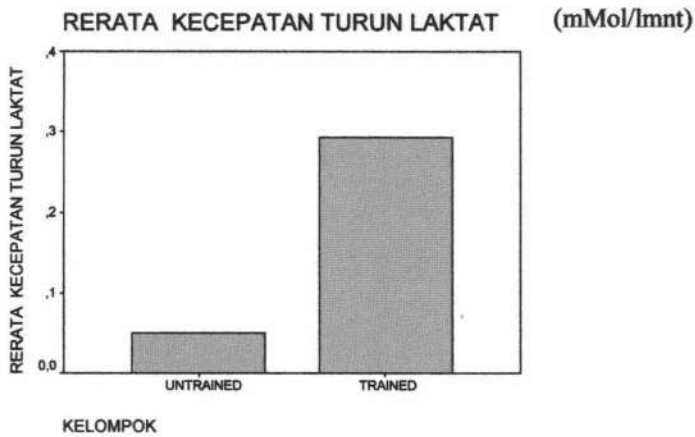 RERATA KECEPATAN TURUN LAKTAT (mMol/lmnt)
RERATA KECEPATAN TURUN LAKTAT
,4
,3
,2
,1
0,0
UNTRAINED TRAINED
KELOMPOK